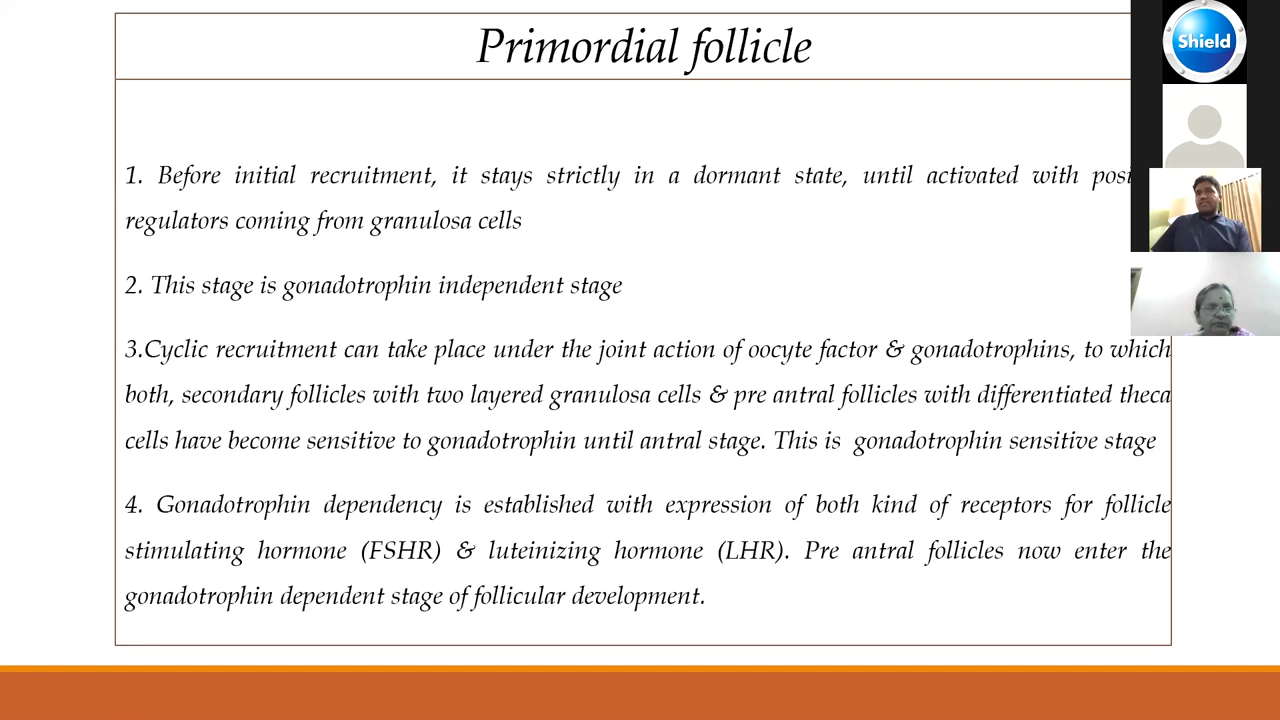 Primordial follicle
Shield
1. Before initial recruitment, it stays strictly in a dormant state, until activated with
regulators coming from granulosa cells
2. This stage is gonadotrophin independent stage
3.Cyclic recruitment can take place under the joint action of oocyte factor & gonadotrophins, to which
both, secondary follicles with two layered granulosa cells & pre antral follicles with differentiated theca
cells have become sensitive to gonadotrophin until antral stage. This is gonadotrophin sensitive stage
4. Gonadotrophin dependency is established with expression of both kind of receptors for follicle
stimulating hormone (FSHR) & luteinizing hormone (LHR). Pre antral follicles now enter the
gonadotrophin dependent stage of follicular development.